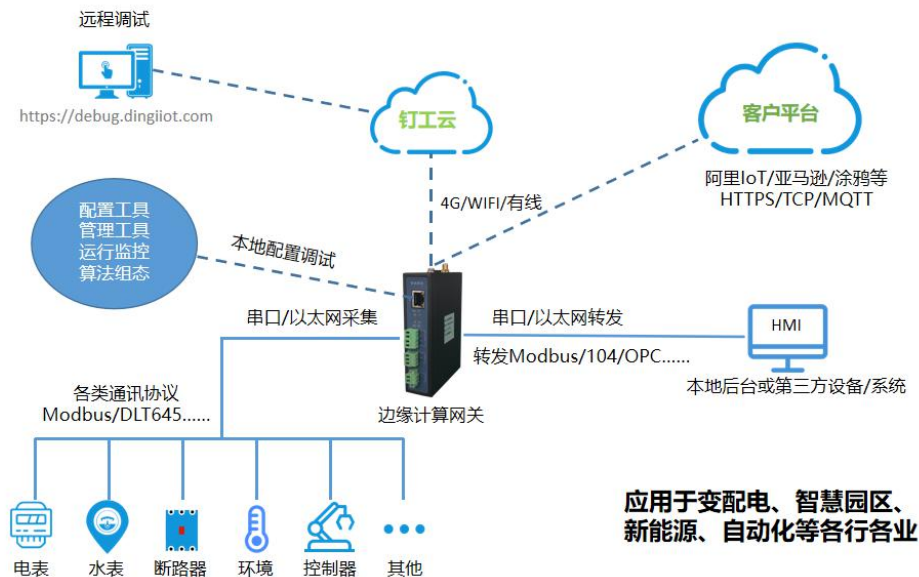 远程调试
https://debug.dingiiot.com
钉工云
客户平台
阿里IoT/亚马逊/涂鸦等
HTTPS/TCP/MQTT
4G/WIFI/有线
配置工具
管理工具
运行监控
算法组态
本地配置调试
串口/以太网采集
串口/以太网转发
HMI
转发Modbus/104/OPC......
本地后台或第三方设备/系统
各类通讯协议
Modbus/DLT645......
边缘计算网关
电表
水表
断路器
环境
控制器
其他
应用于变配电、智慧园区、
新能源、自动化等各行各业